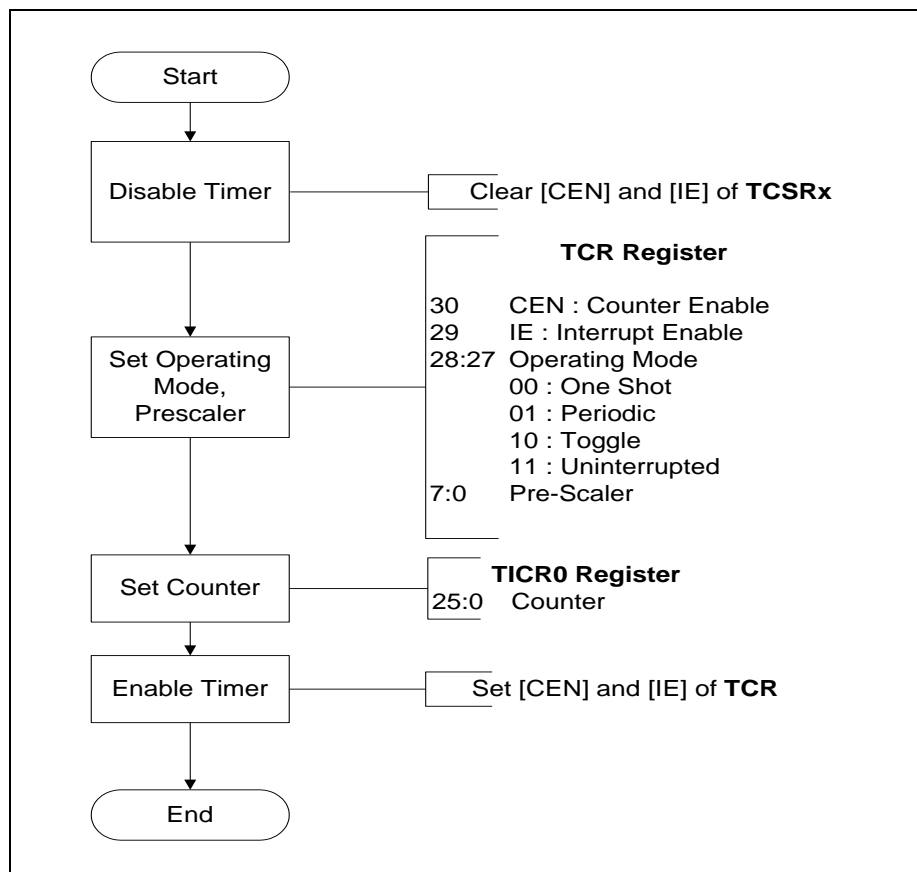 Start
Disable Timer
Clear [CEN] and [IE] of TCSRx
TCR Register
30 CEN : Counter Enable
29 IE : Interrupt Enable
28:27 Operating Mode
00 : One Shot
01 : Periodic
10 : Toggle
11 : Uninterrupted
7:0 Pre-Scaler
Set Operating
Mode,
Prescaler
Set Counter
TICR0 Register
25:0 Counter
Enable Timer
Set [CEN] and [IE] of TCR
End